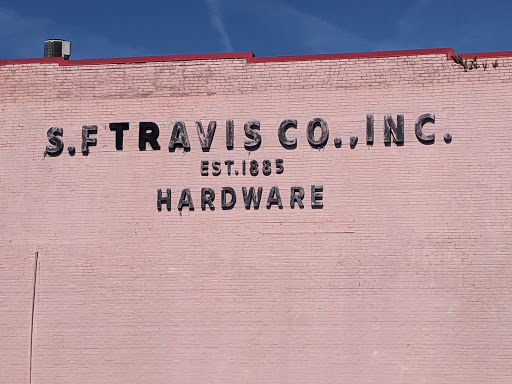 S.F TRAVIS CO., INC.
EST. 1885
HARDWARE